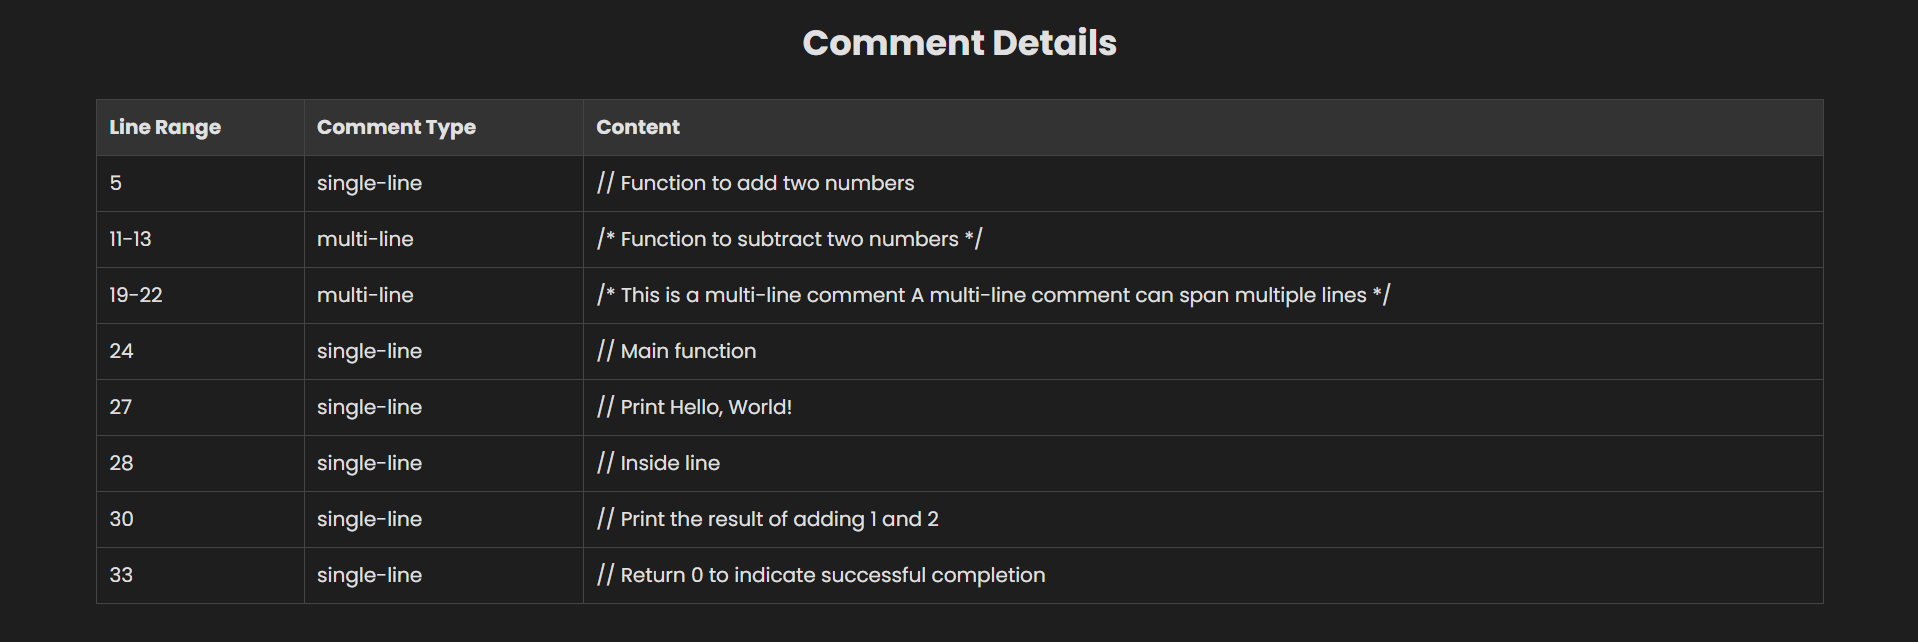 Comment Details
Line Range Comment Type Content
5 single-line // Function to add two numbers
11-13 multi-line /* Function to subtract two numbers */
19-22 multi-line /* This is a multi-line comment A multi-line comment can span multiple lines */
24 single-line // Main function
27 single-line // Print Hello, World!
28 single-line // Inside line
30 single-line // Print the result of adding 1 and 2
33 single-line // Return 0 to indicate successful completion